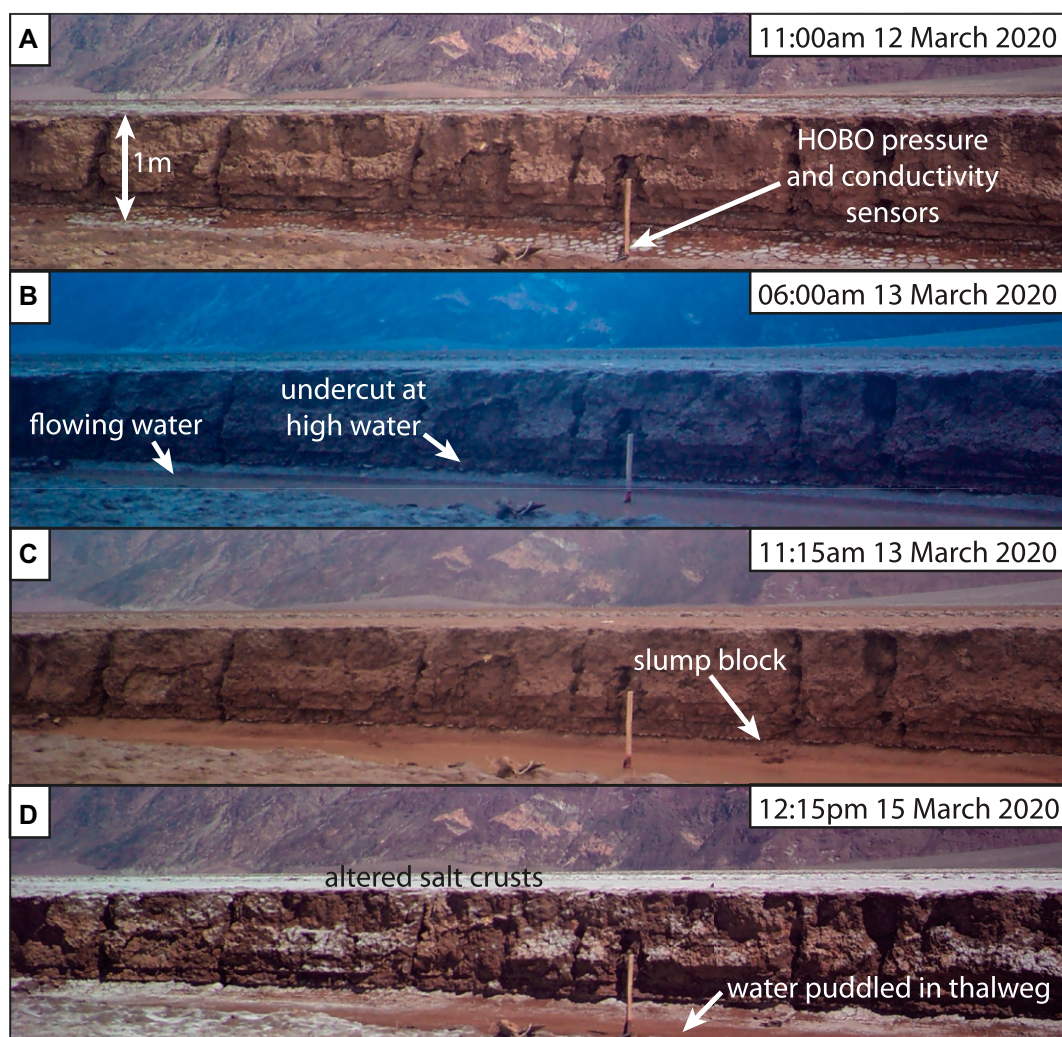 A
11:00am 12 March 2020
1m
HOBO pressure
and conductivity
sensors
B
06:00am 13 March 2020
flowing water
undercut at
high water
C
11:15am 13 March 2020
slump block
D
12:15pm 15 March 2020
altered salt crusts
water puddled in thalweg